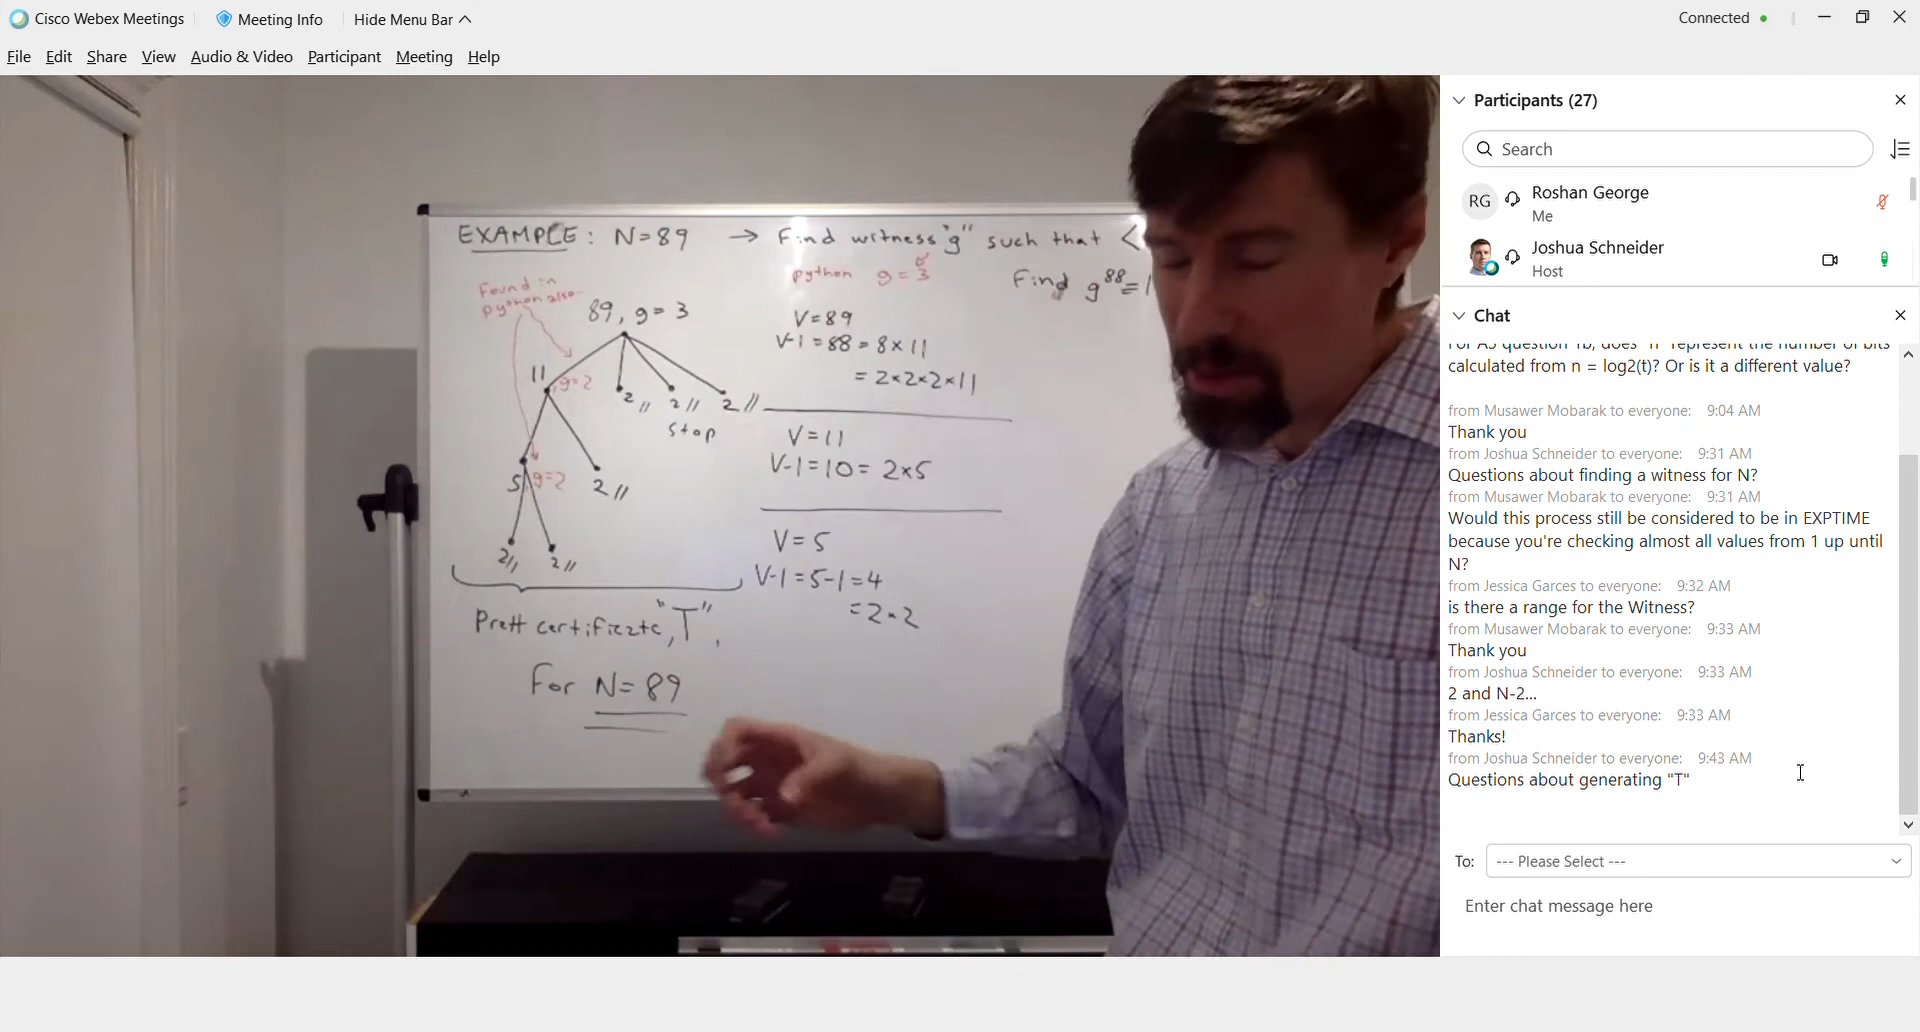 Cisco Webex Meetings
Meeting Info
Hide Menu Bar
Connected
File Edit Share View Audio & Video Participant Meeting Help
EXAMPLE: N=89 → Find witness "g" such that <
python g = 3
Find g^88 = 1
Found in
python also
89, g = 3
11 g=2
2 //
2 //
2 //
stop
5 g=2
2 //
2 //
2 //
Pratt certificate, "T",
For N=89
V=89
V-1=88=8×11
=2×2×2×11
V=11
V-1=10=2×5
V=5
V-1=5-1=4
=2×2
Participants (27)
Search
RG
Roshan George
Me
Joshua Schneider
Host
Chat
calculated from n = log2(t)? Or is it a different value?
from Musawer Mobarak to everyone: 9:04 AM
Thank you
from Joshua Schneider to everyone: 9:31 AM
Questions about finding a witness for N?
from Musawer Mobarak to everyone: 9:31 AM
Would this process still be considered to be in EXPTIME
because you're checking almost all values from 1 up until
N?
from Jessica Garces to everyone: 9:32 AM
is there a range for the Witness?
from Musawer Mobarak to everyone: 9:33 AM
Thank you
from Joshua Schneider to everyone: 9:33 AM
2 and N-2...
from Jessica Garces to everyone: 9:33 AM
Thanks!
from Joshua Schneider to everyone: 9:43 AM
Questions about generating "T"
To: --- Please Select ---
Enter chat message here